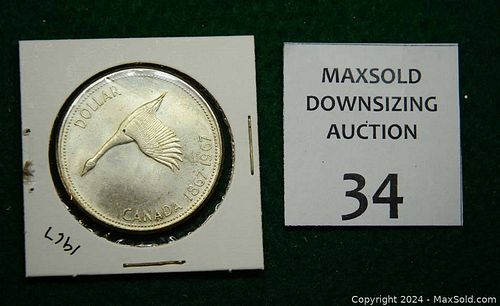 DOLLAR
CANADA 1867-1967
1967
MAXSOLD
DOWNSIZING
AUCTION
34
Copyright 2024 - MaxSold.com